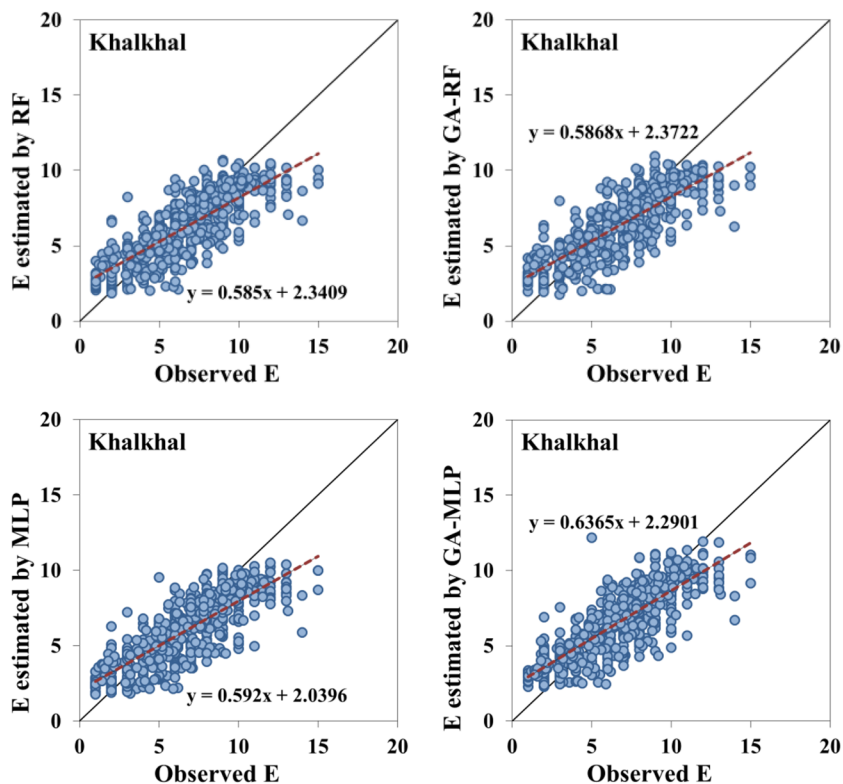 Khalkhal
E estimated by RF
20
15
10
5
0
y = 0.585x + 2.3409
0 5 10 15 20
Observed E
Khalkhal
E estimated by GA-RF
20
15
10
5
0
y = 0.5868x + 2.3722
0 5 10 15 20
Observed E
Khalkhal
E estimated by MLP
20
15
10
5
0
y = 0.592x + 2.0396
0 5 10 15 20
Observed E
Khalkhal
E estimated by GA-MLP
20
15
10
5
0
y = 0.6365x + 2.2901
0 5 10 15 20
Observed E